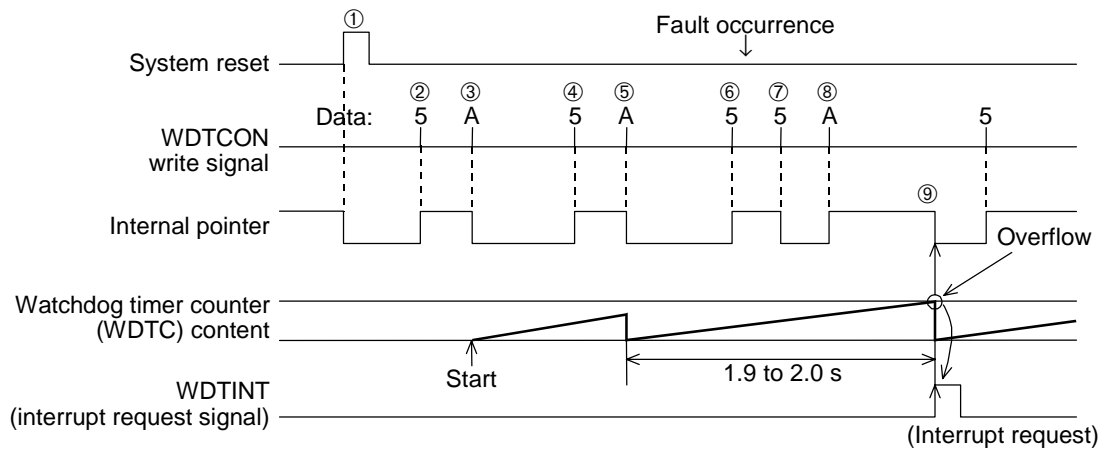 ①
Fault occurrence
System reset
② ③ ④ ⑤ ⑥ ⑦ ⑧
Data: 5 A 5 A 5 5 A 5
WDTCON
write signal
⑨
Internal pointer
Overflow
Watchdog timer counter
(WDTC) content
Start
1.9 to 2.0 s
WDTINT
(interrupt request signal)
(Interrupt request)